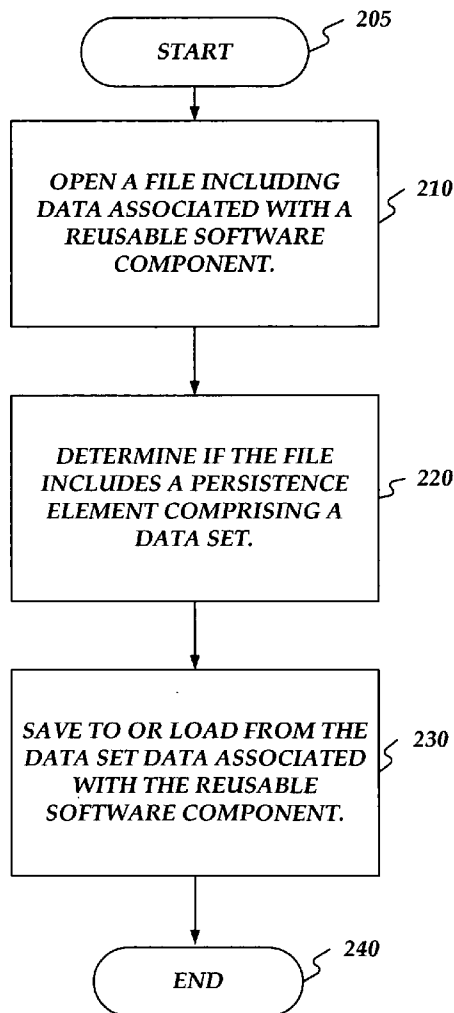 205
START
OPEN A FILE INCLUDING
DATA ASSOCIATED WITH A
REUSABLE SOFTWARE
COMPONENT.
210
DETERMINE IF THE FILE
INCLUDES A PERSISTENCE
ELEMENT COMPRISING A
DATA SET.
220
SAVE TO OR LOAD FROM THE
DATA SET DATA ASSOCIATED
WITH THE REUSABLE
SOFTWARE COMPONENT.
230
END
240